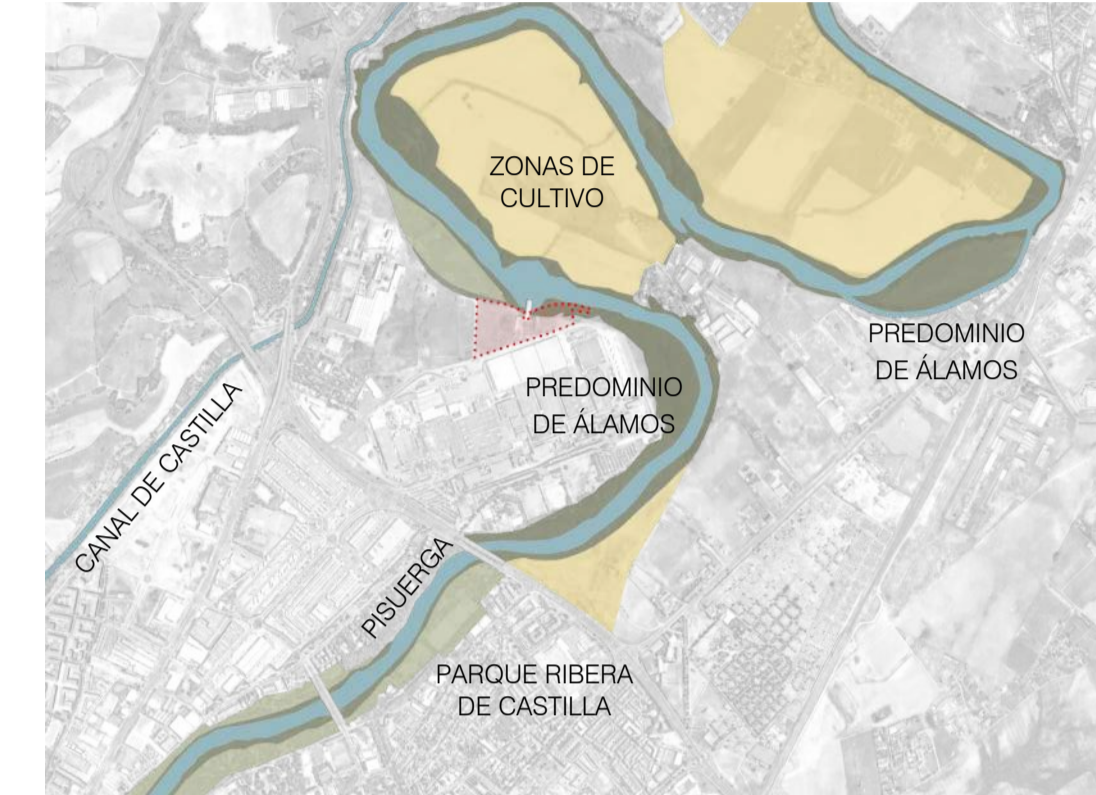 ZONAS DE
CULTIVO
PREDOMINIO
DE ÁLAMOS
PREDOMINIO
DE ÁLAMOS
CANAL DE CASTILLA
PISUERGA
PARQUE RIBERA
DE CASTILLA